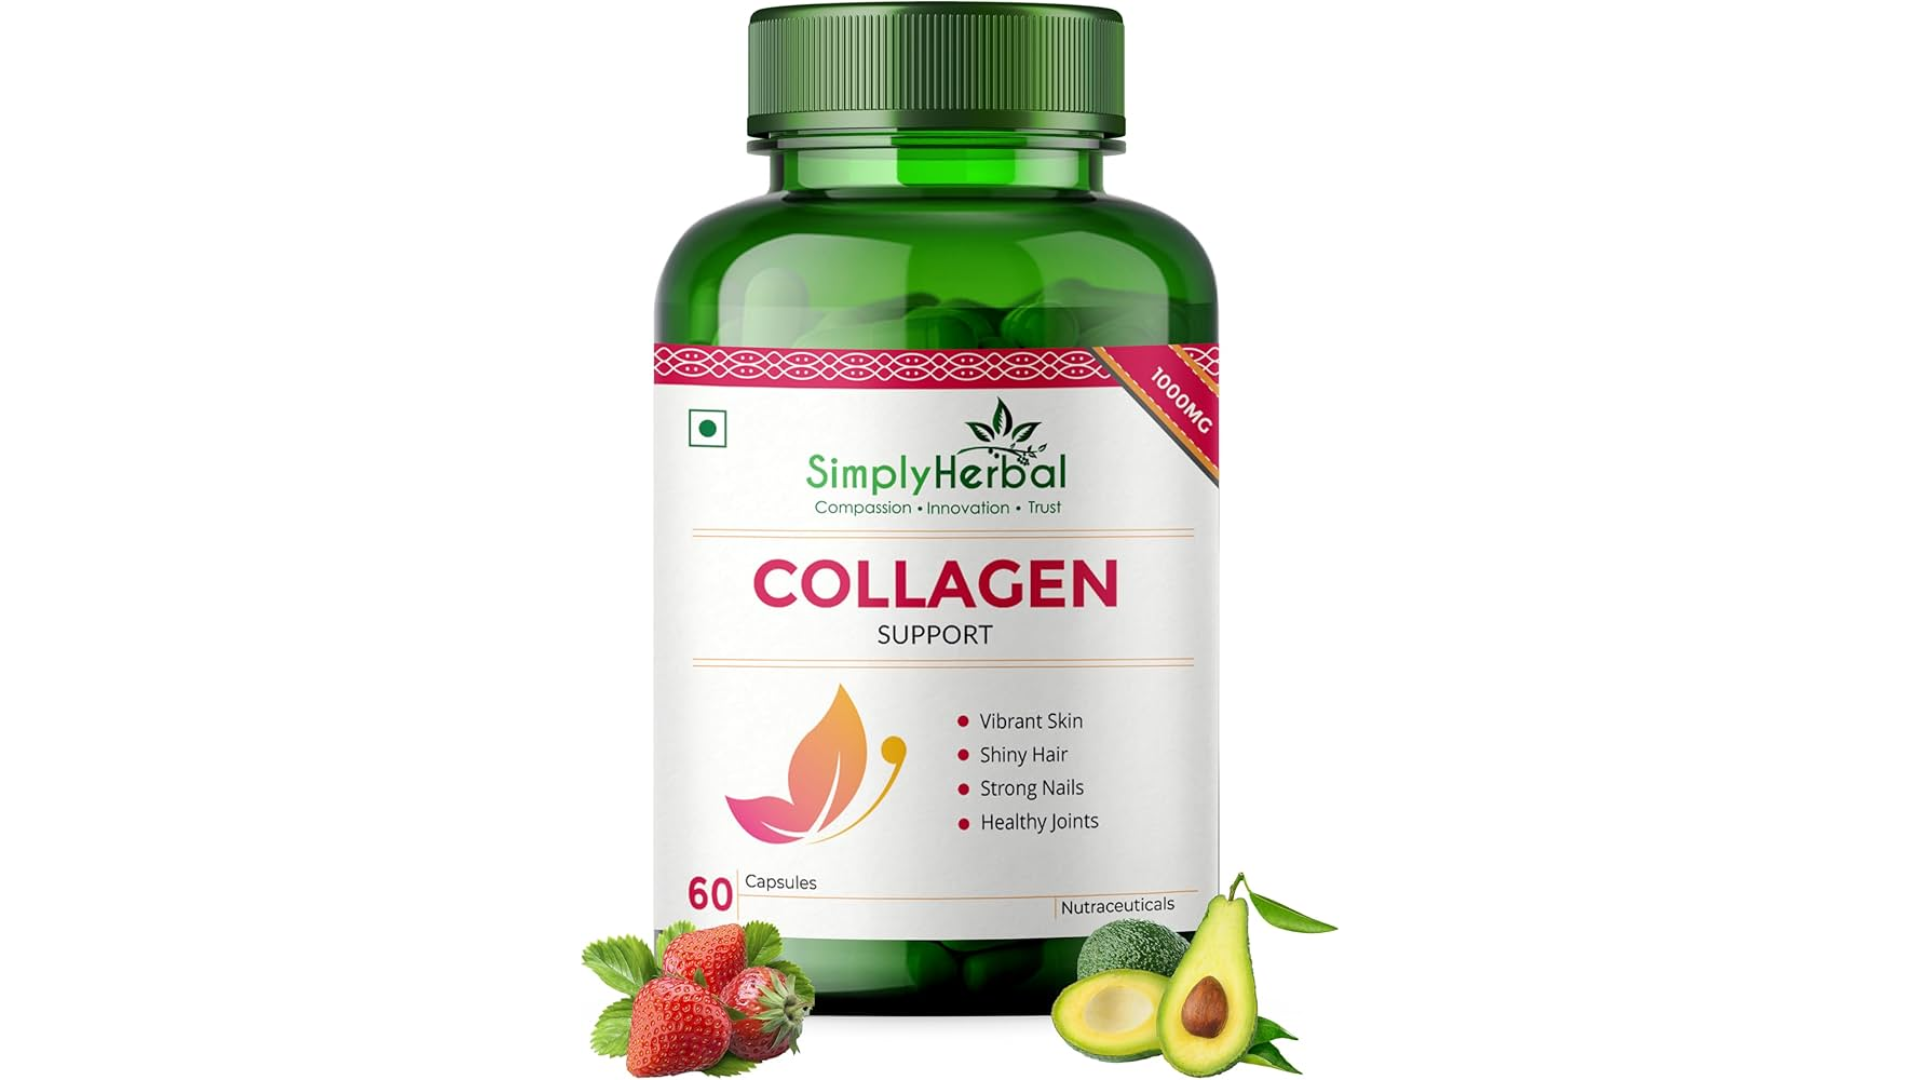 1000MG
SimplyHerbal
Compassion • Innovation • Trust
COLLAGEN
SUPPORT
• Vibrant Skin
• Shiny Hair
• Strong Nails
• Healthy Joints
60 Capsules
Nutraceuticals